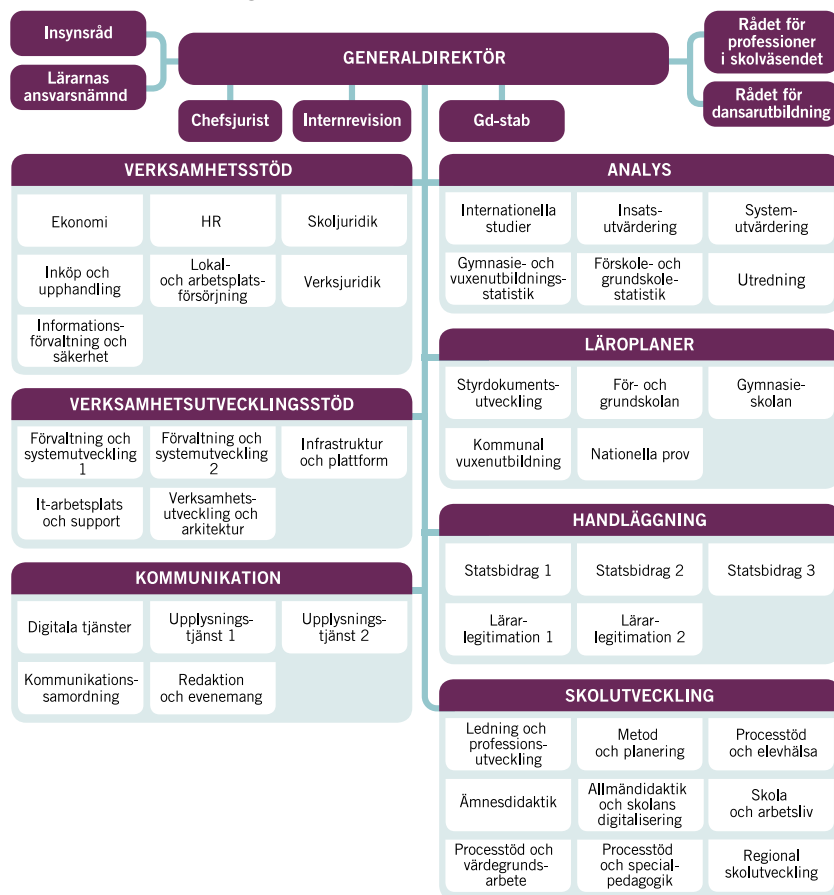 Insynsråd
Lärarnas
ansvarsnämnd
GENERALDIREKTÖR
Rådet för
professioner
i skolväsendet
Rådet för
dansarutbildning
Chefsjurist
Internrevision
Gd-stab
VERKSAMHETSSTÖD
Ekonomi
HR
Skoljuridik
Inköp och
upphandling
Lokal-
och arbetsplats-
försörjning
Verksjuridik
Informations-
förvaltning och
säkerhet
VERKSAMHETSUTVECKLINGSSTÖD
Förvaltning och
systemutveckling
1
Förvaltning och
systemutveckling
2
Infrastruktur
och plattform
It-arbetsplats
och support
Verksamhets-
utveckling och
arkitektur
KOMMUNIKATION
Digitala tjänster
Upplysnings-
tjänst 1
Upplysnings-
tjänst 2
Kommunikations-
samordning
Redaktion
och evenemang
ANALYS
Internationella
studier
Insats-
utvärdering
System-
utvärdering
Gymnasie- och
vuxenutbildnings-
statistik
Förskole- och
grundskole-
statistik
Utredning
LÄROPLANER
Styrdokuments-
utveckling
För- och
grundskolan
Gymnasie-
skolan
Kommunal
vuxenutbildning
Nationella prov
HANDLÄGGNING
Statsbidrag 1
Statsbidrag 2
Statsbidrag 3
Lärar-
legitimation 1
Lärar-
legitimation 2
SKOLUTVECKLING
Ledning och
professions-
utveckling
Metod
och planering
Processtöd
och elevhälsa
Ämnesdidaktik
Allmändidaktik
och skolans
digitalisering
Skola
och arbetsliv
Processtöd och
värdegrunds-
arbete
Processtöd
och special-
pedagogik
Regional
skolutveckling